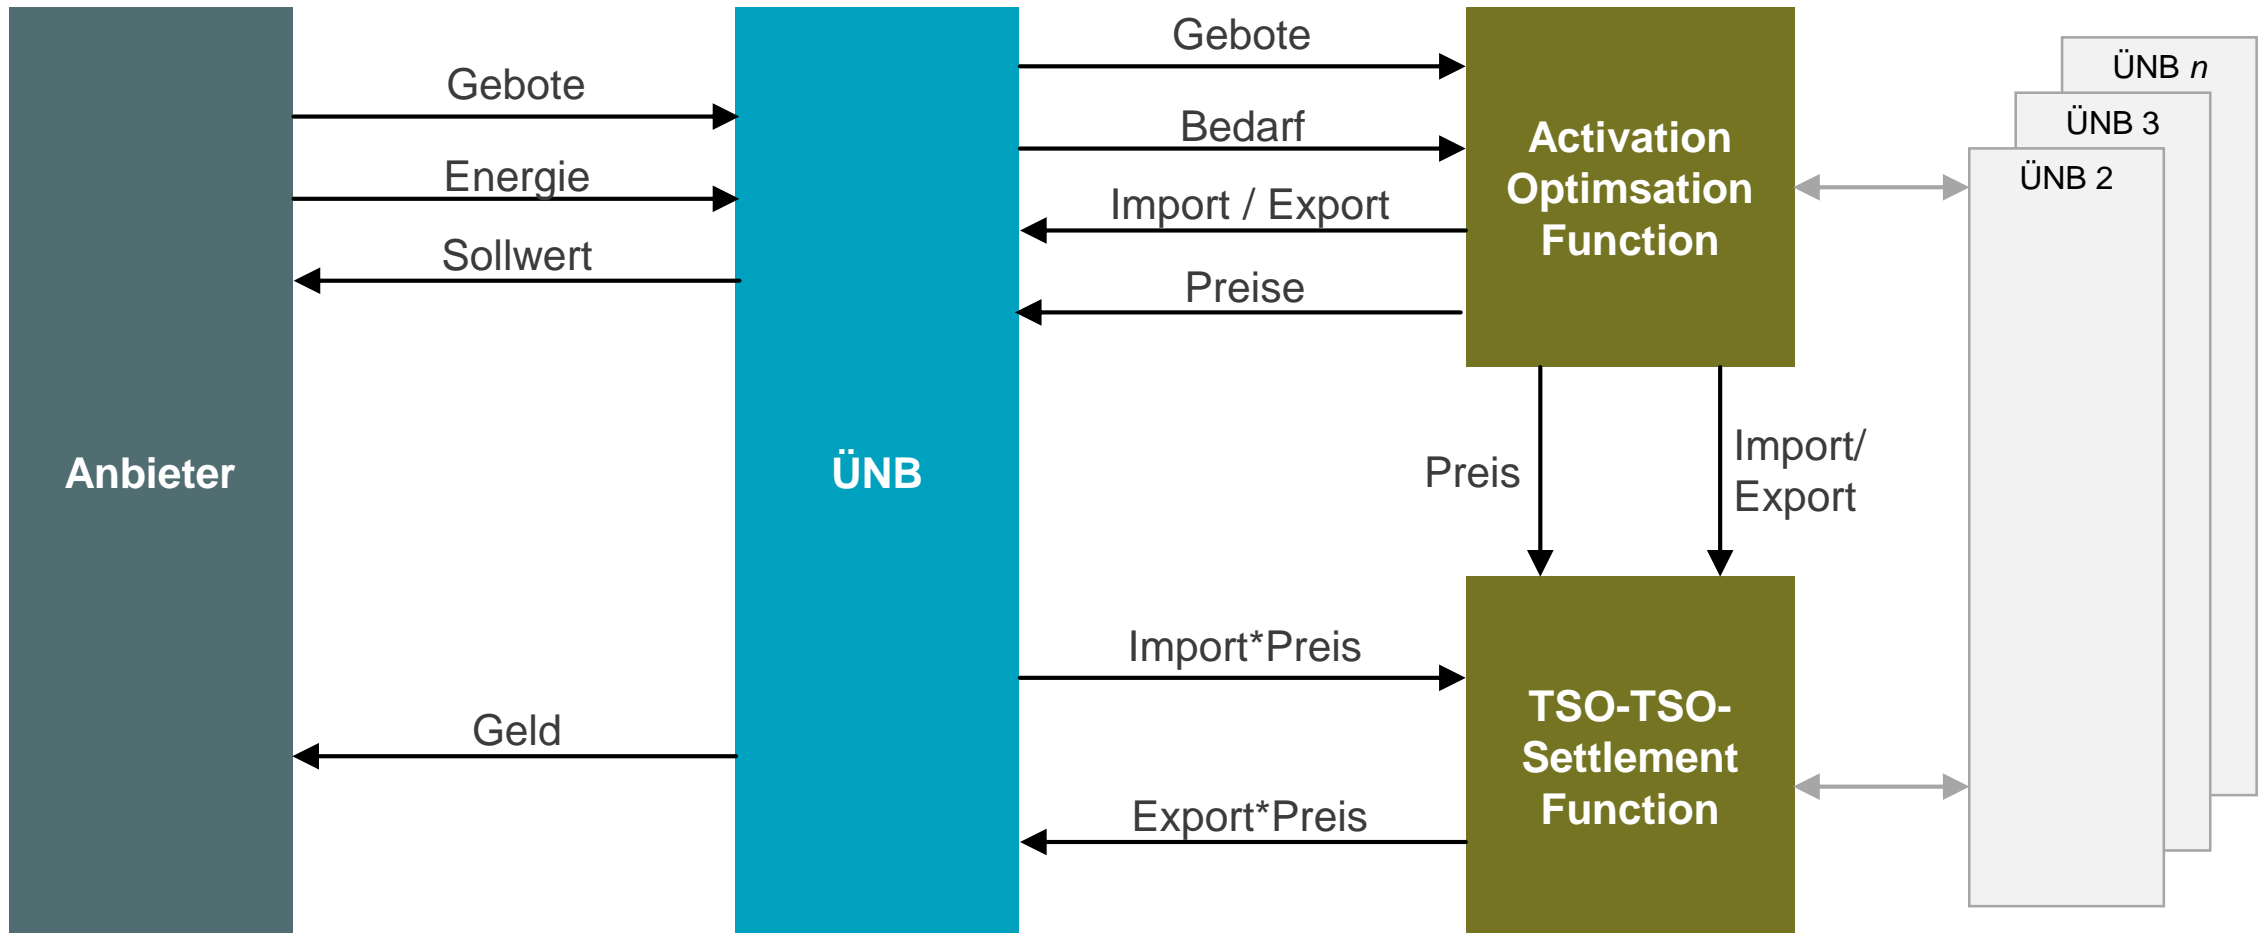 Gebote
Energie
Sollwert
Anbieter
Geld
ÜNB
Gebote
Bedarf
Import / Export
Preise
Activation
Optimsation
Function
Preis
Import/
Export
Import*Preis
Export*Preis
TSO-TSO-
Settlement
Function
ÜNB n
ÜNB 3
ÜNB 2